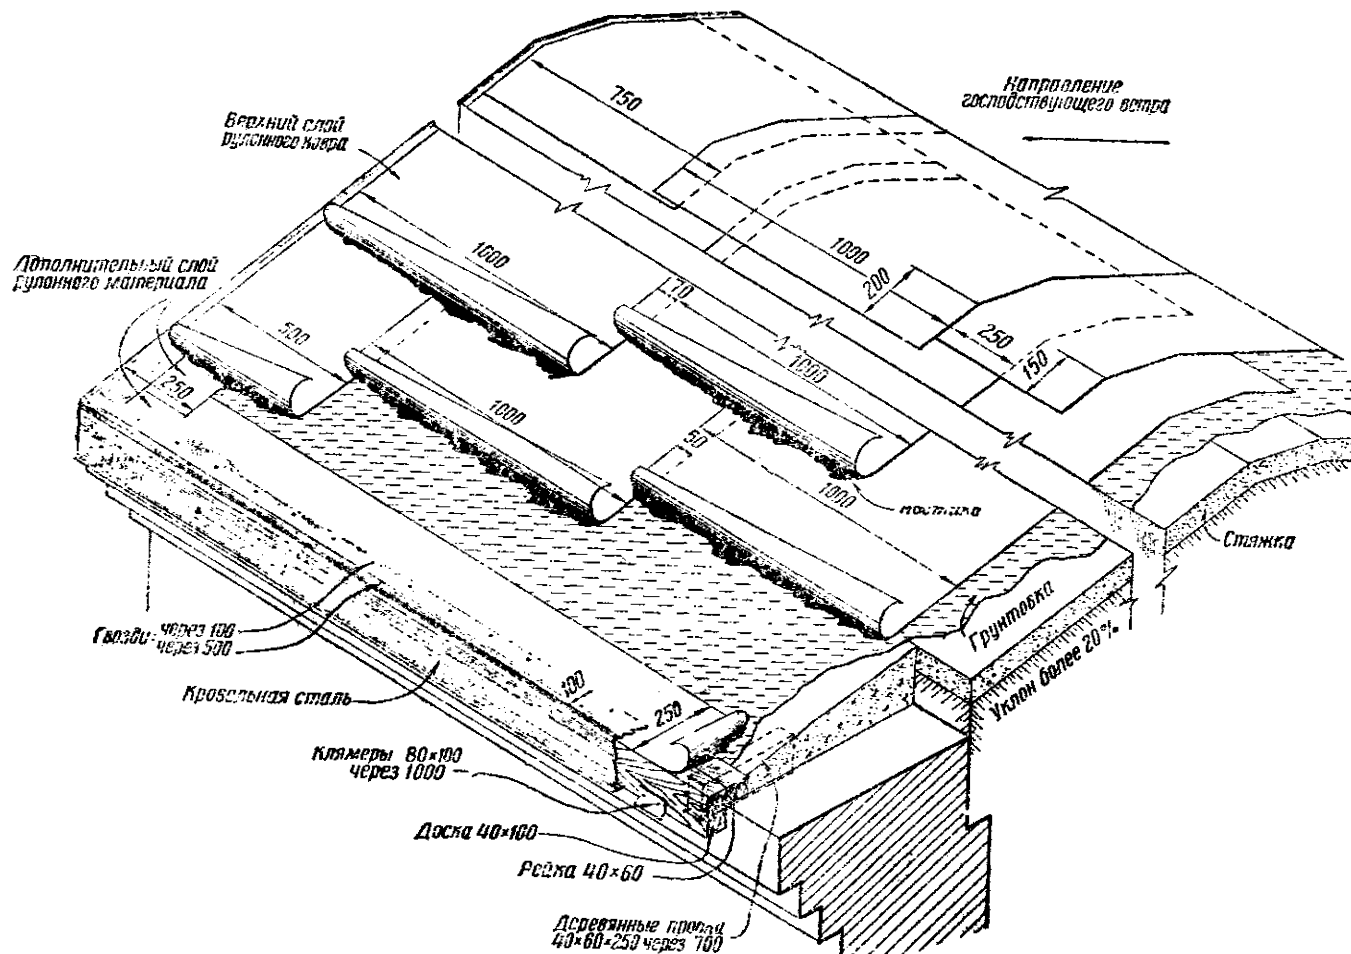 750
Направление
господствующего ветра
Верхний слой
рулонного ковра
1000
1000
200
Дополнительный слой
рулонного материала
70
500
250
150
1000
250
1000
50
1000
мастика
Стяжка
Грунтовка
Уклон более 20%
Гвозди через 100
через 500
Кровельная сталь
100
250
Клямеры 80×100
через 1000
Доска 40×100
Рейка 40×60
Деревянные пробки
40×60×250 через 700